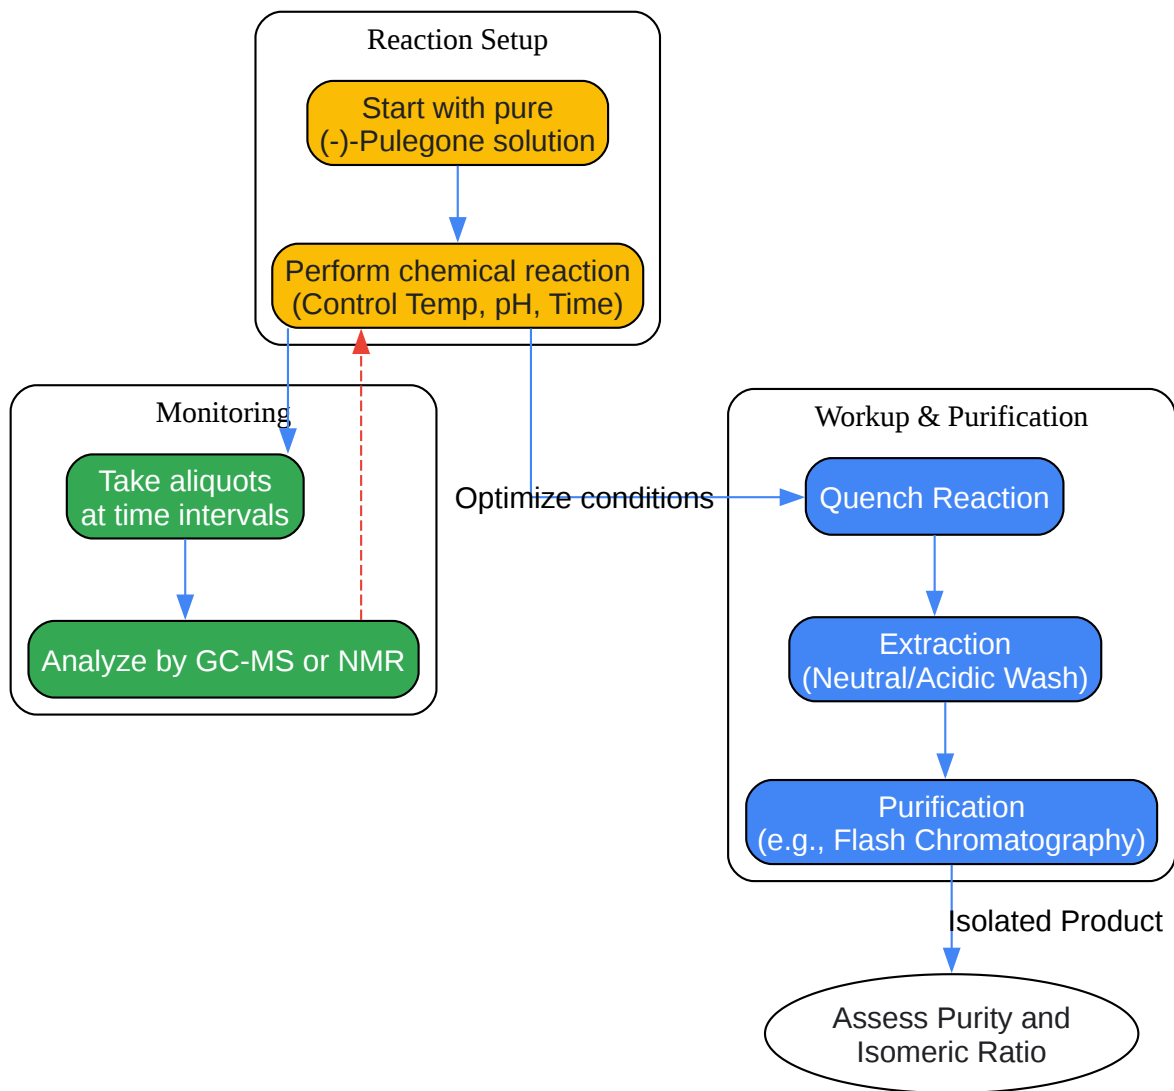 Reaction Setup
Start with pure
(-)-Pulegone solution
Perform chemical reaction
(Control Temp, pH, Time)
Monitoring
Take aliquots
at time intervals
Analyze by GC-MS or NMR
Optimize conditions
Workup & Purification
Quench Reaction
Extraction
(Neutral/Acidic Wash)
Purification
(e.g., Flash Chromatography)
Isolated Product
Assess Purity and
Isomeric Ratio